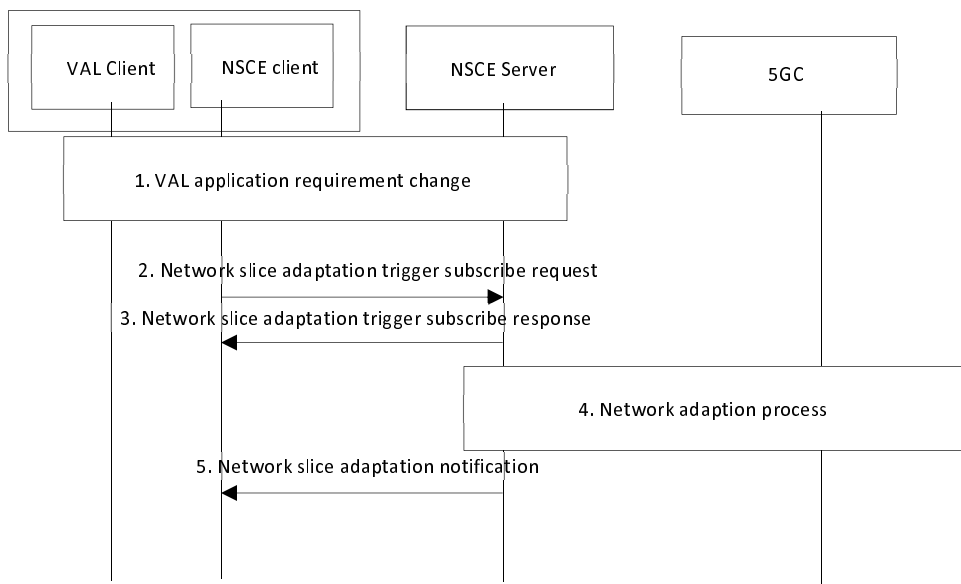 VAL Client
NSCE client
NSCE Server
5GC
1. VAL application requirement change
2. Network slice adaptation trigger subscribe request
3. Network slice adaptation trigger subscribe response
4. Network adaption process
5. Network slice adaptation notification